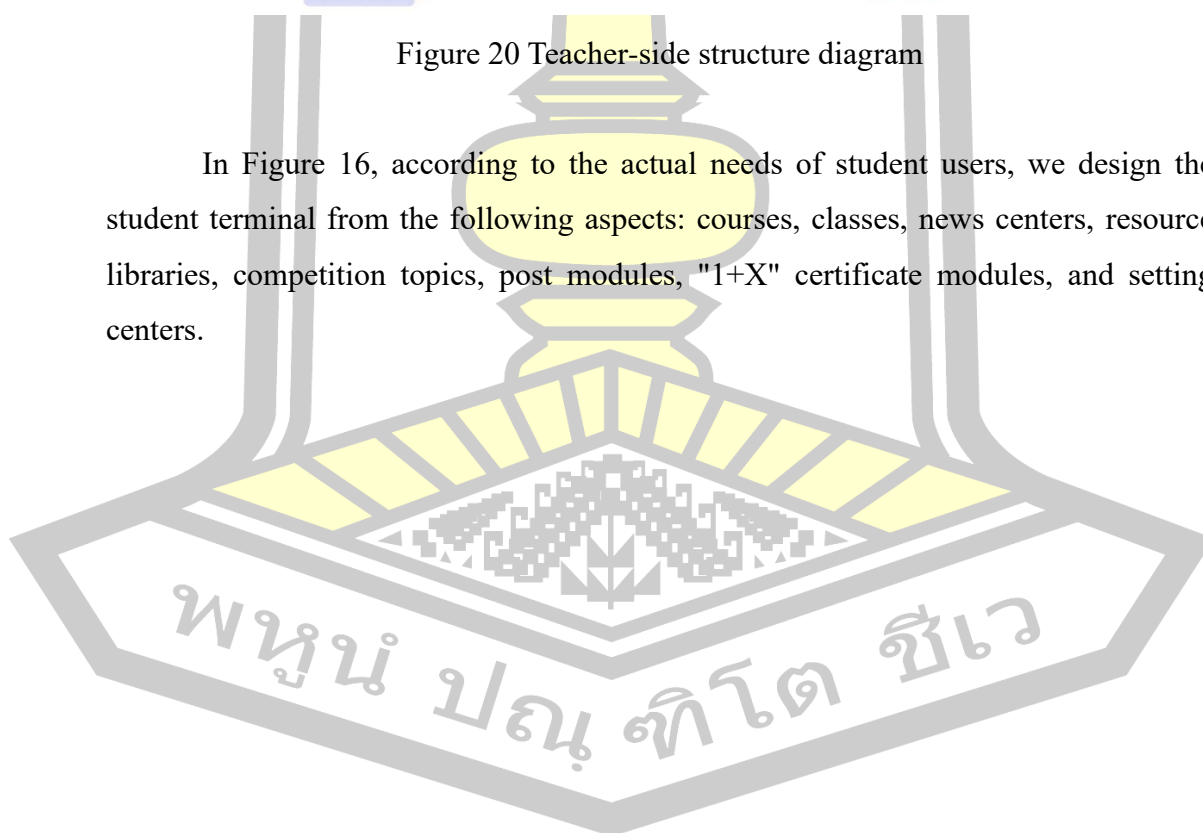 Figure 20 Teacher-side structure diagram
In Figure 16, according to the actual needs of student users, we design the
student terminal from the following aspects: courses, classes, news centers, resource
libraries, competition topics, post modules, "1+X" certificate modules, and setting
centers.
พหูนํ ปณฺฑิโต ชีเว